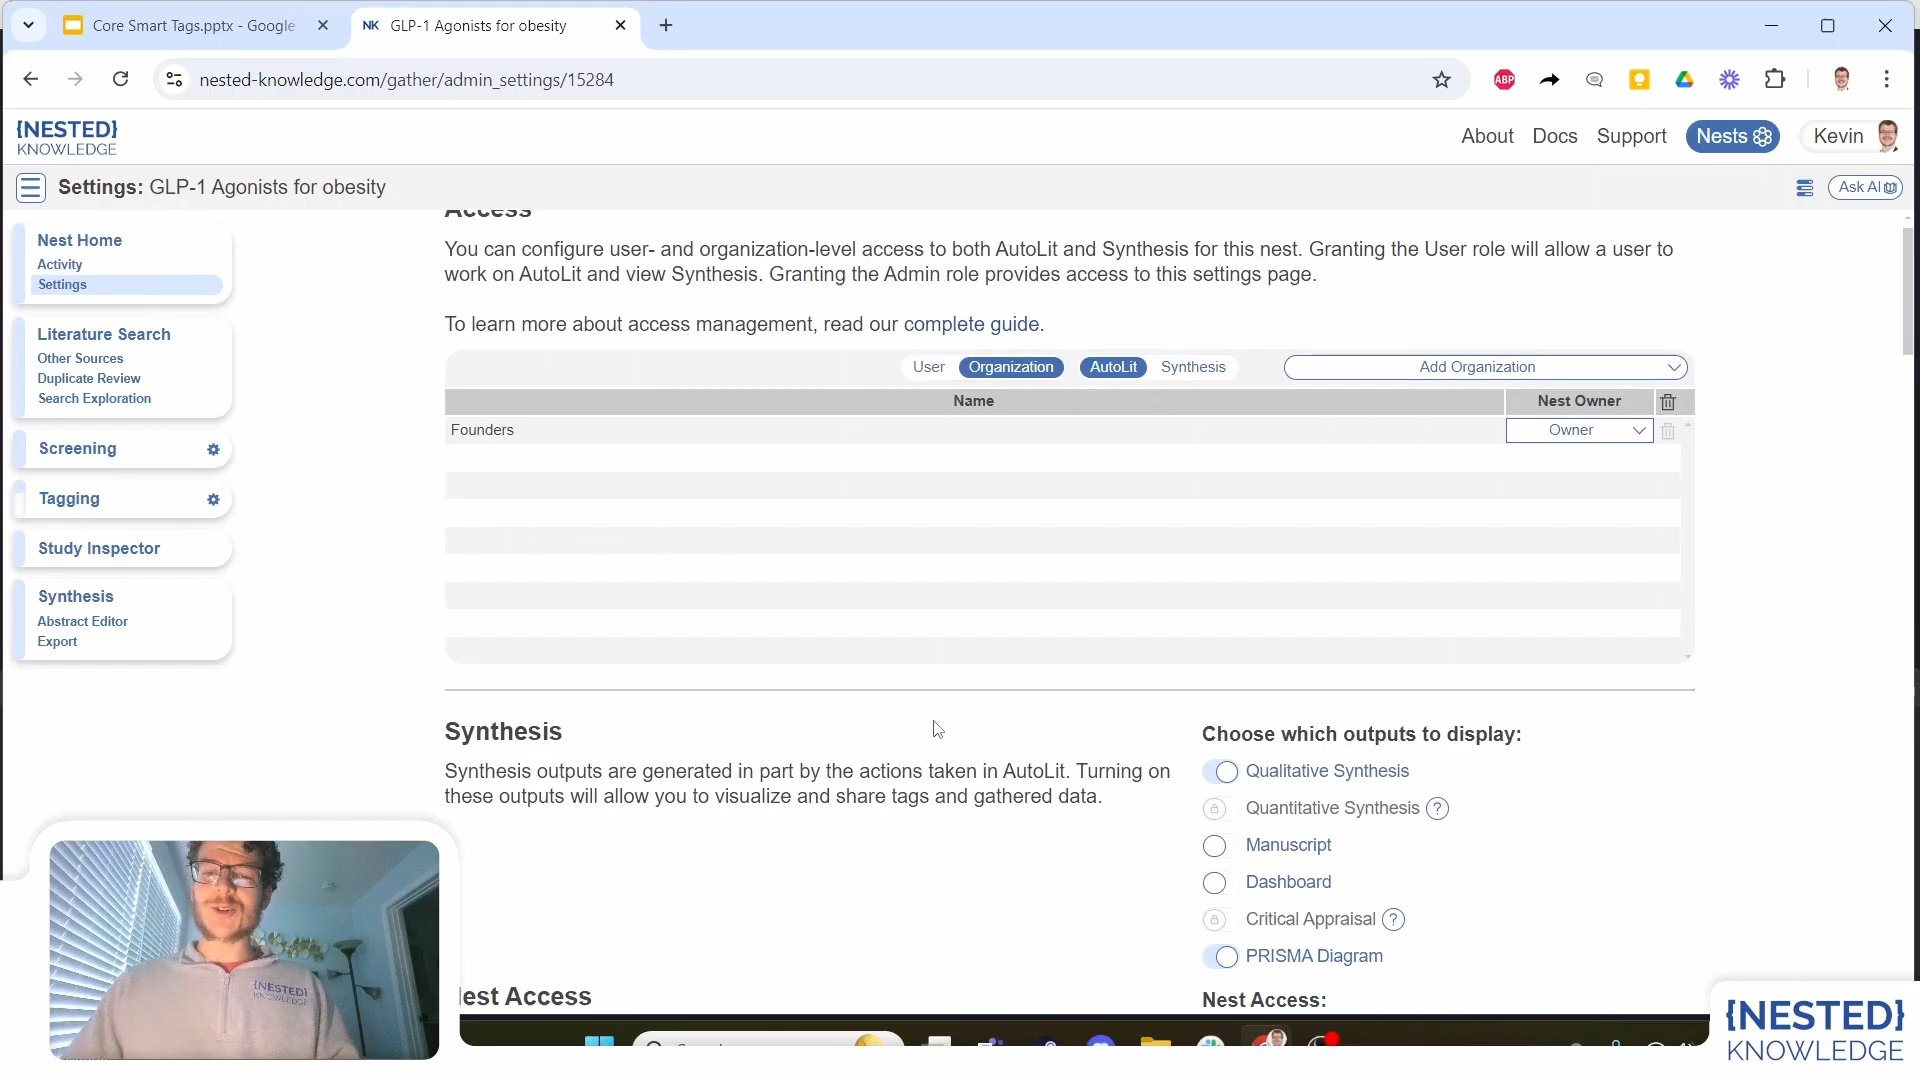 Core Smart Tags.pptx - Google
NK GLP-1 Agonists for obesity
nested-knowledge.com/gather/admin_settings/15284
ABP
{NESTED}
KNOWLEDGE
About Docs Support Nests Kevin
Settings: GLP-1 Agonists for obesity
Ask AI
Nest Home
Activity
Settings
Literature Search
Other Sources
Duplicate Review
Search Exploration
Screening
Tagging
Study Inspector
Synthesis
Abstract Editor
Export
Access
You can configure user- and organization-level access to both AutoLit and Synthesis for this nest. Granting the User role will allow a user to
work on AutoLit and view Synthesis. Granting the Admin role provides access to this settings page.
To learn more about access management, read our complete guide.
User Organization AutoLit Synthesis Add Organization
Name Nest Owner
Founders Owner
Synthesis
Synthesis outputs are generated in part by the actions taken in AutoLit. Turning on
these outputs will allow you to visualize and share tags and gathered data.
Choose which outputs to display:
Qualitative Synthesis
Quantitative Synthesis ?
Manuscript
Dashboard
Critical Appraisal ?
PRISMA Diagram
est Access
Nest Access:
{NESTED}
KNOWLEDGE
{NESTED}
KNOWLEDGE